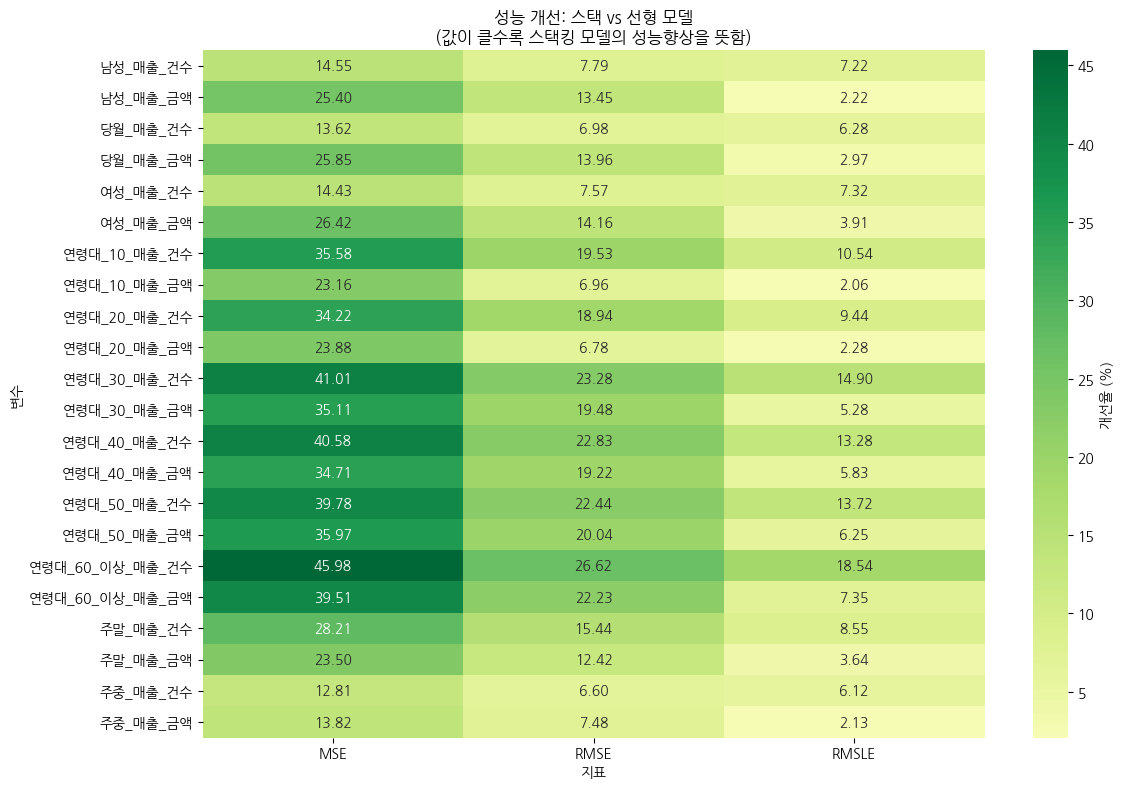 성능 개선: 스택 vs 선형 모델
(값이 클수록 스태킹 모델의 성능향상을 뜻함)
남성_매출_건수 14.55 7.79 7.22
남성_매출_금액 25.40 13.45 2.22
당월_매출_건수 13.62 6.98 6.28
당월_매출_금액 25.85 13.96 2.97
여성_매출_건수 14.43 7.57 7.32
여성_매출_금액 26.42 14.16 3.91
연령대_10_매출_건수 35.58 19.53 10.54
연령대_10_매출_금액 23.16 6.96 2.06
연령대_20_매출_건수 34.22 18.94 9.44
연령대_20_매출_금액 23.88 6.78 2.28
연령대_30_매출_건수 41.01 23.28 14.90
연령대_30_매출_금액 35.11 19.48 5.28
연령대_40_매출_건수 40.58 22.83 13.28
연령대_40_매출_금액 34.71 19.22 5.83
연령대_50_매출_건수 39.78 22.44 13.72
연령대_50_매출_금액 35.97 20.04 6.25
연령대_60_이상_매출_건수 45.98 26.62 18.54
연령대_60_이상_매출_금액 39.51 22.23 7.35
주말_매출_건수 28.21 15.44 8.55
주말_매출_금액 23.50 12.42 3.64
주중_매출_건수 12.81 6.60 6.12
주중_매출_금액 13.82 7.48 2.13
MSE RMSE RMSLE
지표
변수
45
40
35
30
25
20
15
10
5
개선율 (%)